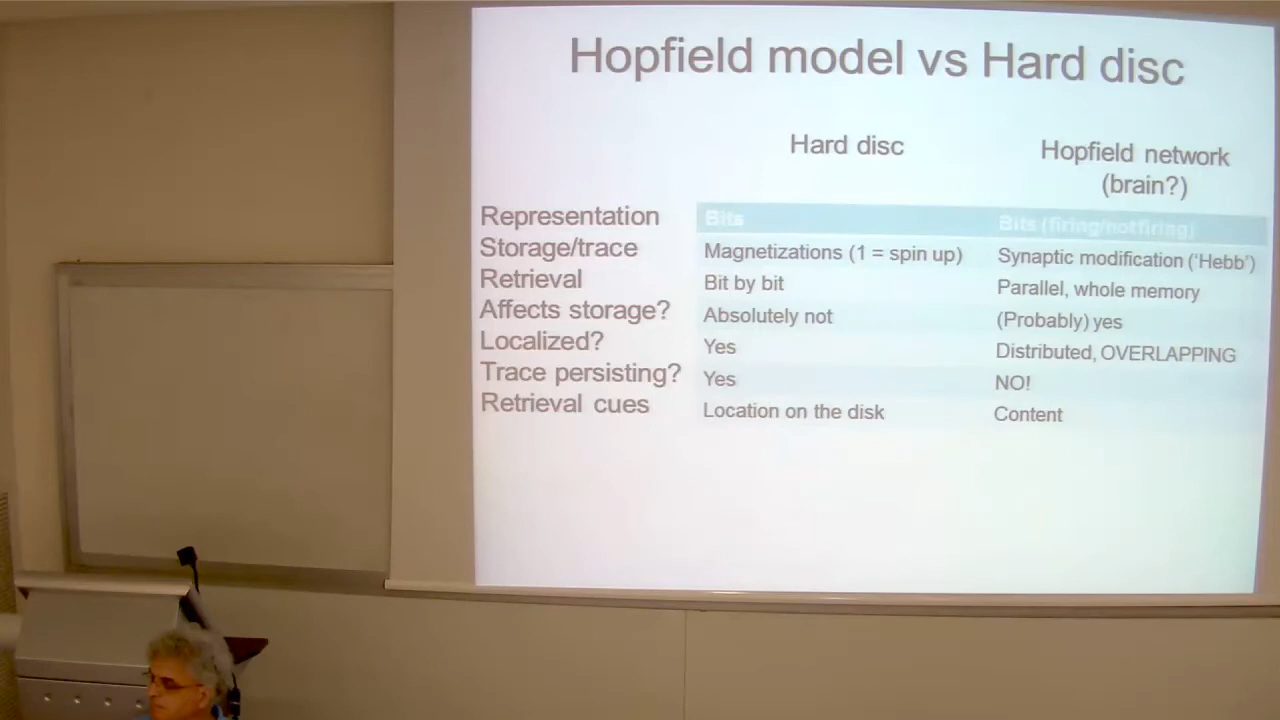 Hopfield model vs Hard disc
Hard disc
Hopfield network
(brain?)
Representation Bits Bits (firing/notfiring)
Storage/trace Magnetizations (1 = spin up) Synaptic modification (‘Hebb’)
Retrieval Bit by bit Parallel, whole memory
Affects storage? Absolutely not (Probably) yes
Localized? Yes Distributed, OVERLAPPING
Trace persisting? Yes NO!
Retrieval cues Location on the disk Content